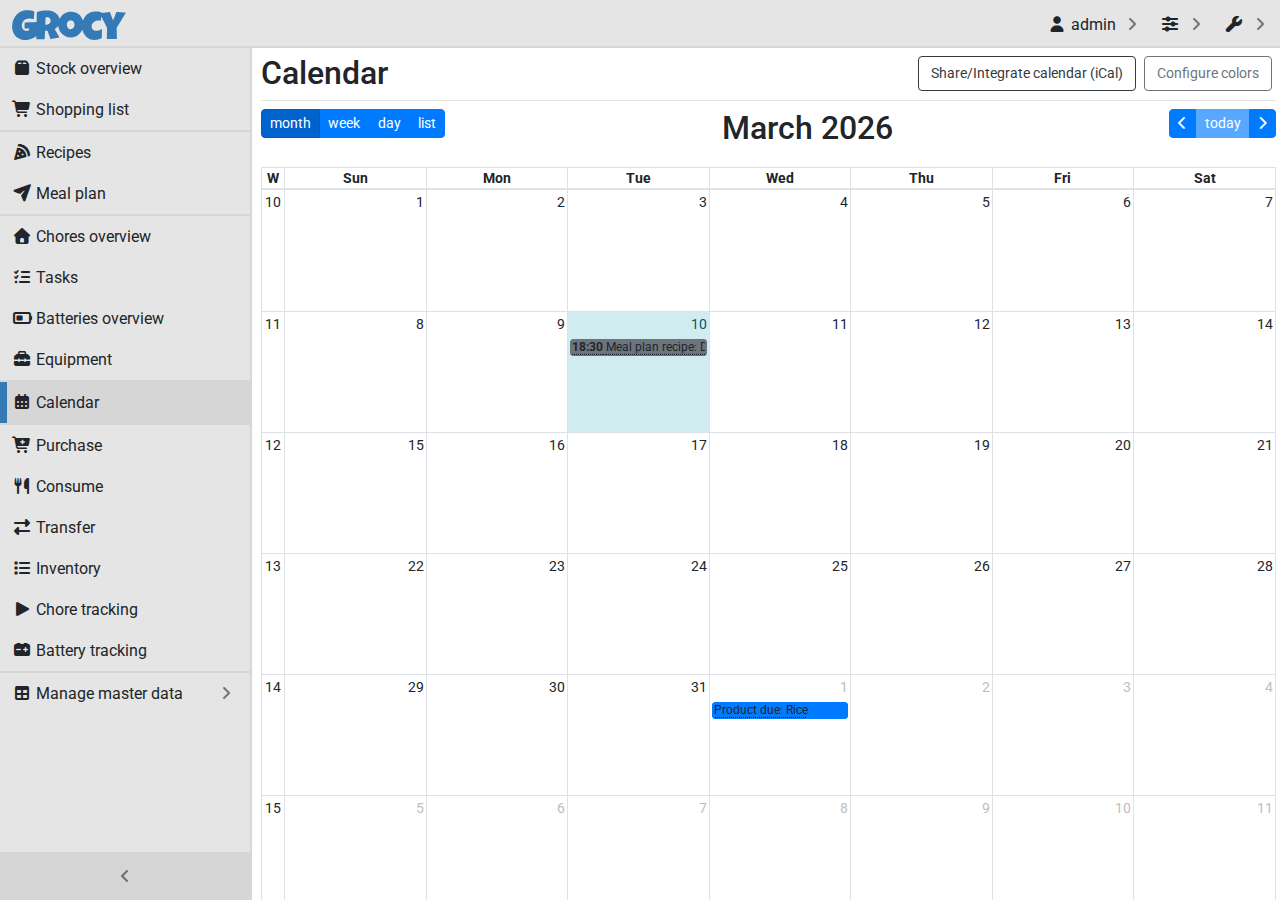 GROCY
admin
Stock overview
Shopping list
Recipes
Meal plan
Chores overview
Tasks
Batteries overview
Equipment
Calendar
Purchase
Consume
Transfer
Inventory
Chore tracking
Battery tracking
Manage master data
Calendar
Share/Integrate calendar (iCal)
Configure colors
month week day list
March 2026
today
W Sun Mon Tue Wed Thu Fri Sat
10 1 2 3 4 5 6 7
11 8 9 10 11 12 13 14
18:30 Meal plan recipe: D
12 15 16 17 18 19 20 21
13 22 23 24 25 26 27 28
14 29 30 31 1 2 3 4
Product due: Rice
15 5 6 7 8 9 10 11